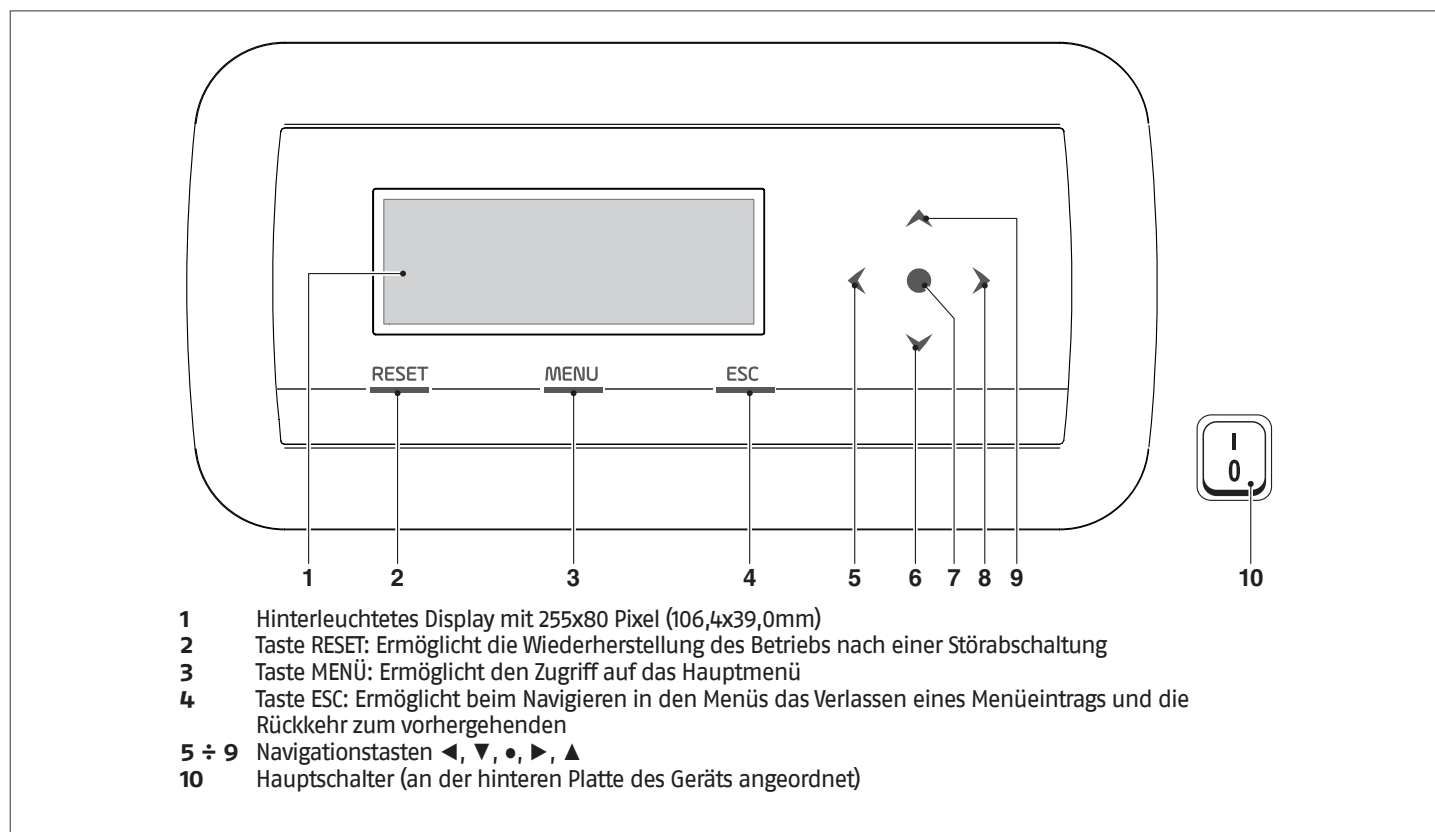 RESET MENU ESC
I
0
1 2 3 4 5 6 7 8 9 10
1 Hinterleuchtetes Display mit 255x80 Pixel (106,4x39,0mm)
2 Taste RESET: Ermöglicht die Wiederherstellung des Betriebs nach einer Störabschaltung
3 Taste MENÜ: Ermöglicht den Zugriff auf das Hauptmenü
4 Taste ESC: Ermöglicht beim Navigieren in den Menüs das Verlassen eines Menüeintrags und die
Rückkehr zum vorhergehenden
5 ÷ 9 Navigationstasten ◄, ▼, ●, ►, ▲
10 Hauptschalter (an der hinteren Platte des Geräts angeordnet)